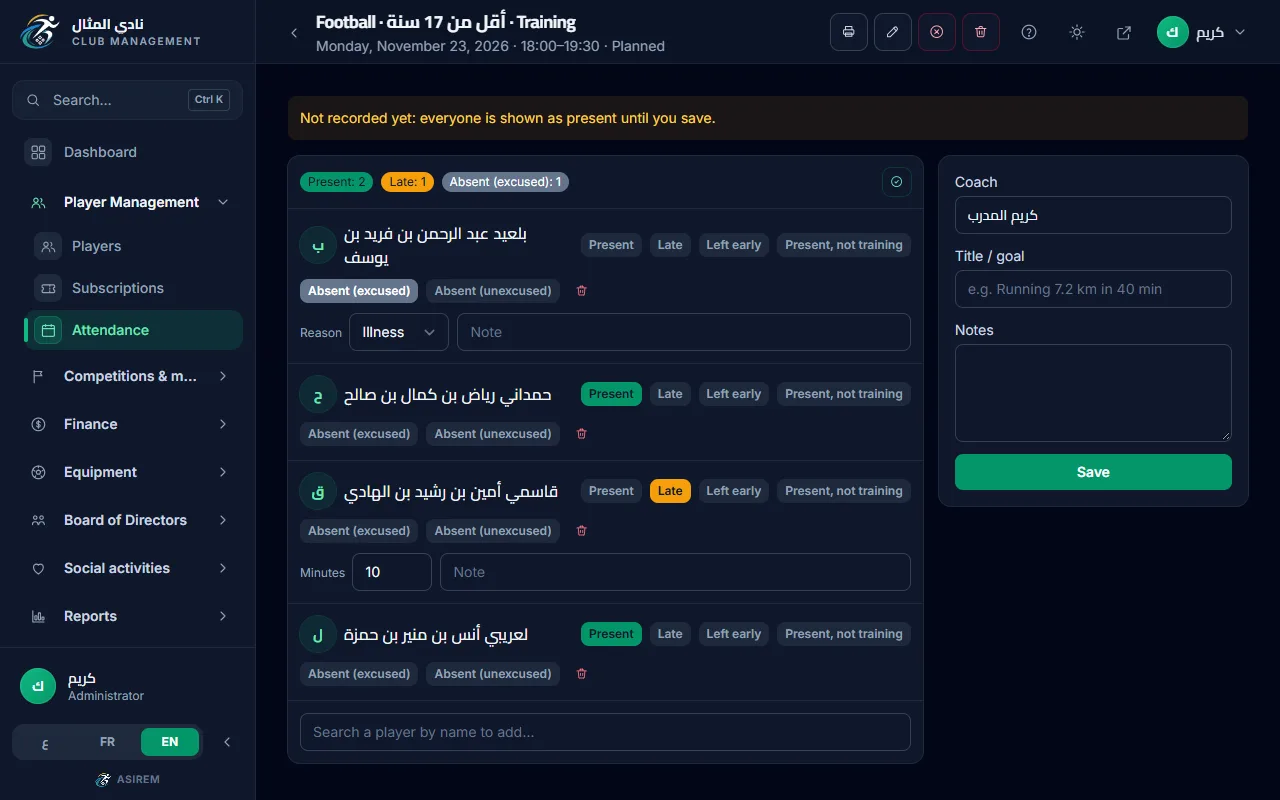 نادي المثال
CLUB MANAGEMENT
Search...
Ctrl K
Dashboard
Player Management
Players
Subscriptions
Attendance
Competitions & m...
Finance
Equipment
Board of Directors
Social activities
Reports
ك
كريم
Administrator
ع
FR
EN
ASIREM
Football · أقل من 17 سنة · Training
Monday, November 23, 2026 · 18:00–19:30 · Planned
ك
كريم
Not recorded yet: everyone is shown as present until you save.
Present: 2
Late: 1
Absent (excused): 1
ب
بلعيد عبد الرحمن بن فريد بن
يوسف
Present
Late
Left early
Present, not training
Absent (excused)
Absent (unexcused)
Reason
Illness
Note
ح
حمداني رياض بن كمال بن صالح
Present
Late
Left early
Present, not training
Absent (excused)
Absent (unexcused)
ق
قاسمي أمين بن رشيد بن الهادي
Present
Late
Left early
Present, not training
Absent (excused)
Absent (unexcused)
Minutes
10
Note
ل
لعريبي أنس بن منير بن حمزة
Present
Late
Left early
Present, not training
Absent (excused)
Absent (unexcused)
Search a player by name to add...
Coach
كريم المدرب
Title / goal
e.g. Running 7.2 km in 40 min
Notes
Save